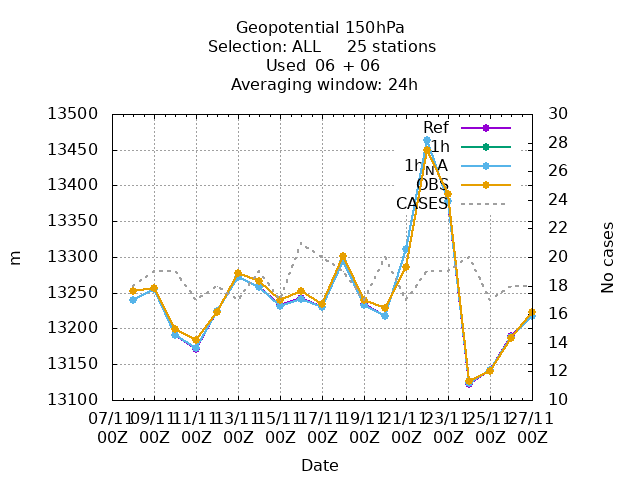 Geopotential 150hPa
Selection: ALL     25 stations
Used  06 + 06
Averaging window: 24h
13500
13450
13400
13350
13300
13250
13200
13150
13100
m
30
28
26
24
22
20
18
16
14
12
10
No cases
Ref
1h
1hNA
OBS
CASES
07/11 09/11 11/11 13/11 15/11 17/11 19/11 21/11 23/11 25/11 27/11
00Z 00Z 00Z 00Z 00Z 00Z 00Z 00Z 00Z 00Z 00Z
Date